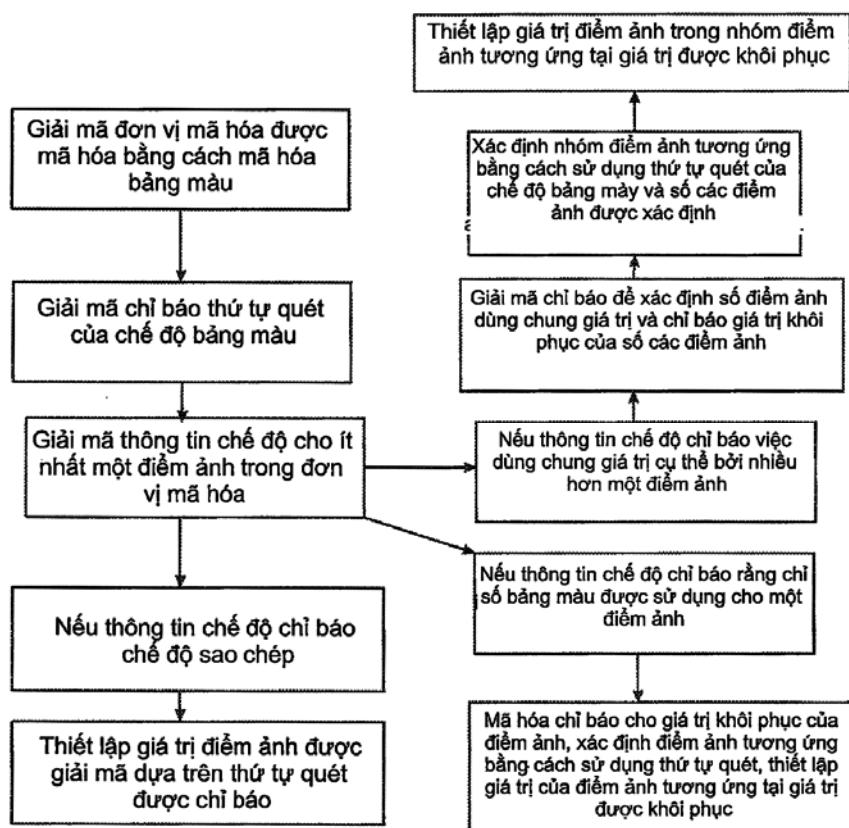 Giải mã đơn vị mã hóa được
mã hóa bằng cách mã hóa
bảng màu
Giải mã chỉ báo thứ tự quét
của chế độ bảng màu
Giải mã thông tin chế độ cho ít
nhất một điểm ảnh trong đơn
vị mã hóa
Nếu thông tin chế độ chỉ báo
chế độ sao chép
Thiết lập giá trị điểm ảnh được
giải mã dựa trên thứ tự quét
được chỉ báo
Thiết lập giá trị điểm ảnh trong nhóm điểm
ảnh tương ứng tại giá trị được khôi phục
Xác định nhóm điểm ảnh tương ứng
bằng cách sử dụng thứ tự quét của
chế độ bảng mày và số các điểm
ảnh được xác định
Giải mã chỉ báo để xác định số điểm ảnh
dùng chung giá trị và chỉ báo giá trị khôi
phục của số các điểm ảnh
Nếu thông tin chế độ chỉ báo việc
dùng chung giá trị cụ thể bởi nhiều
hơn một điểm ảnh
Nếu thông tin chế độ chỉ báo rằng chỉ
số bảng màu được sử dụng cho một
điểm ảnh
Mã hóa chỉ báo cho giá trị khôi phục của
điểm ảnh, xác định điểm ảnh tương ứng
bằng cách sử dụng thứ tự quét, thiết lập
giá trị của điểm ảnh tương ứng tại giá trị
được khôi phục